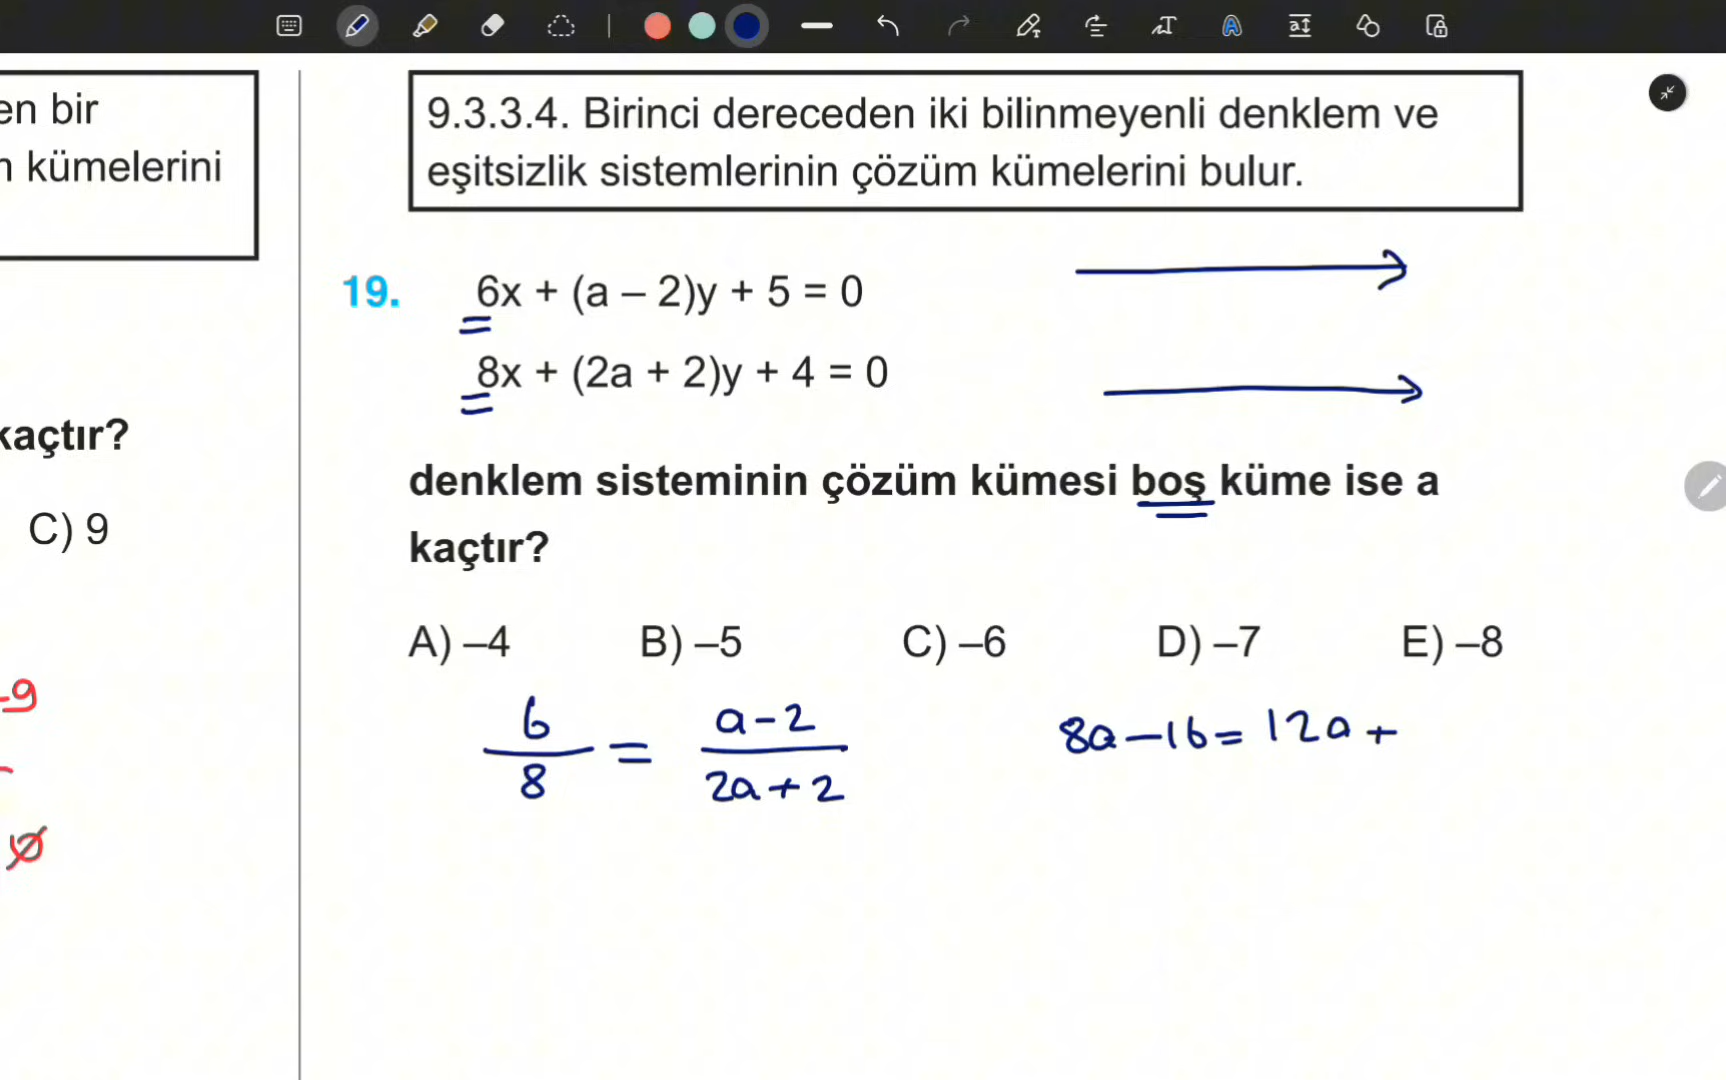 en bir
n kümelerini
kaçtır?
C) 9
-9
Ø
9.3.3.4. Birinci dereceden iki bilinmeyenli denklem ve
eşitsizlik sistemlerinin çözüm kümelerini bulur.
19. 6x + (a – 2)y + 5 = 0
8x + (2a + 2)y + 4 = 0
denklem sisteminin çözüm kümesi boş küme ise a
kaçtır?
A) –4 B) –5 C) –6 D) –7 E) –8
6/8 = a-2/2a+2
8a-16= 12a+